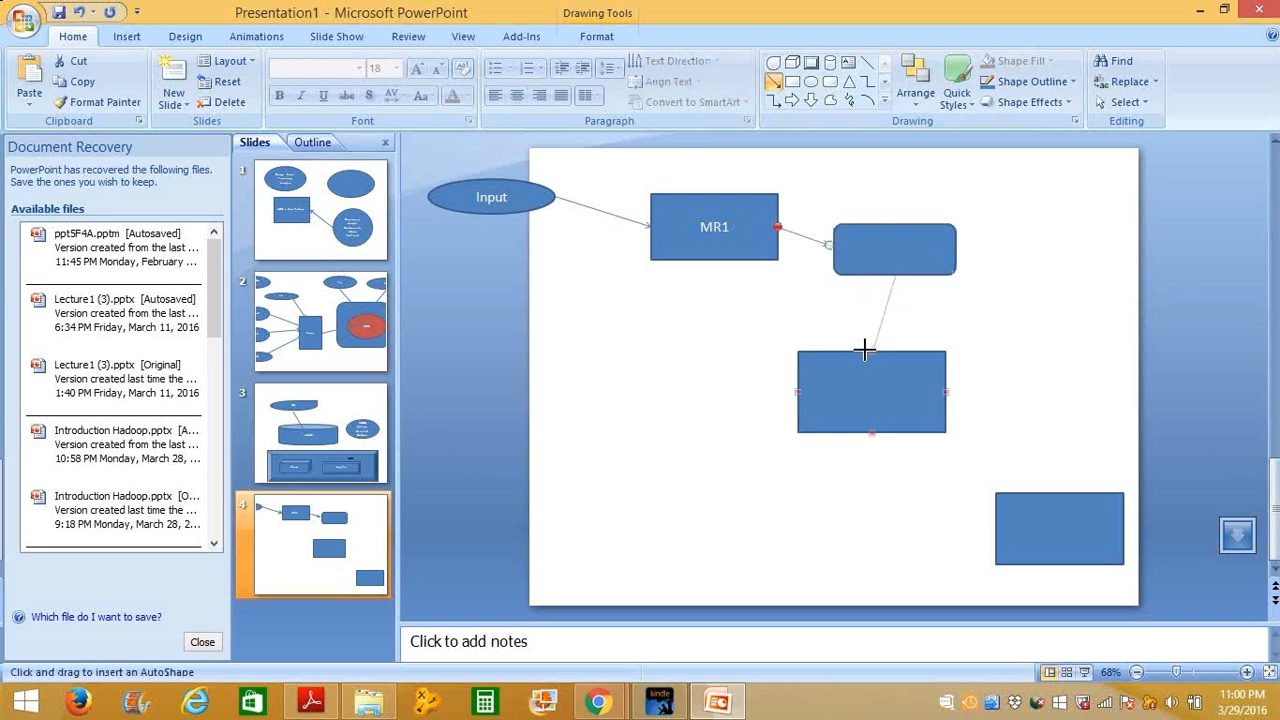 Presentation1 - Microsoft PowerPoint
Drawing Tools
Home Insert Design Animations Slide Show Review View Add-Ins Format
Paste
Cut
Copy
Format Painter
Clipboard
New
Slide
Layout
Reset
Delete
Slides
18
B I U abc S AV Aa A
Font
Text Direction
Align Text
Convert to SmartArt
Paragraph
Arrange
Quick
Styles
Shape Fill
Shape Outline
Shape Effects
Drawing
Find
Replace
Select
Editing
Document Recovery
PowerPoint has recovered the following files.
Save the ones you wish to keep.
Available files
ppt5F4A.pptm [Autosaved]
Version created from the last ...
11:45 PM Monday, February ...
Lecture1 (3).pptx [Autosaved]
Version created from the last ...
6:34 PM Friday, March 11, 2016
Lecture1 (3).pptx [Original]
Version created last time the ...
1:40 PM Friday, March 11, 2016
Introduction Hadoop.pptx [A...
Version created from the last ...
10:58 PM Monday, March 28, ...
Introduction Hadoop.pptx [O...
Version created last time the ...
9:18 PM Monday, March 28, 2...
Which file do I want to save?
Close
Slides Outline
1
2
3
4
Input
MR1
Click to add notes
Click and drag to insert an AutoShape
68%
kindle
11:00 PM
3/29/2016